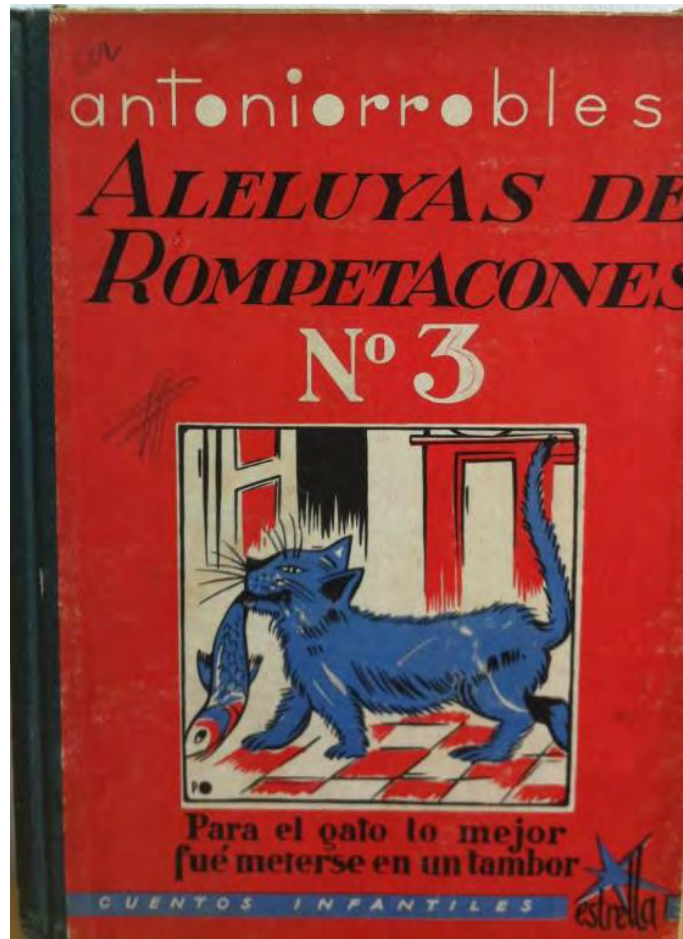 antoniorrobles
ALELUYAS DE
ROMPETACONES
Nº 3
PO
Para el gato lo mejor
fué meterse en un tambor
CUENTOS INFANTILES
estrella